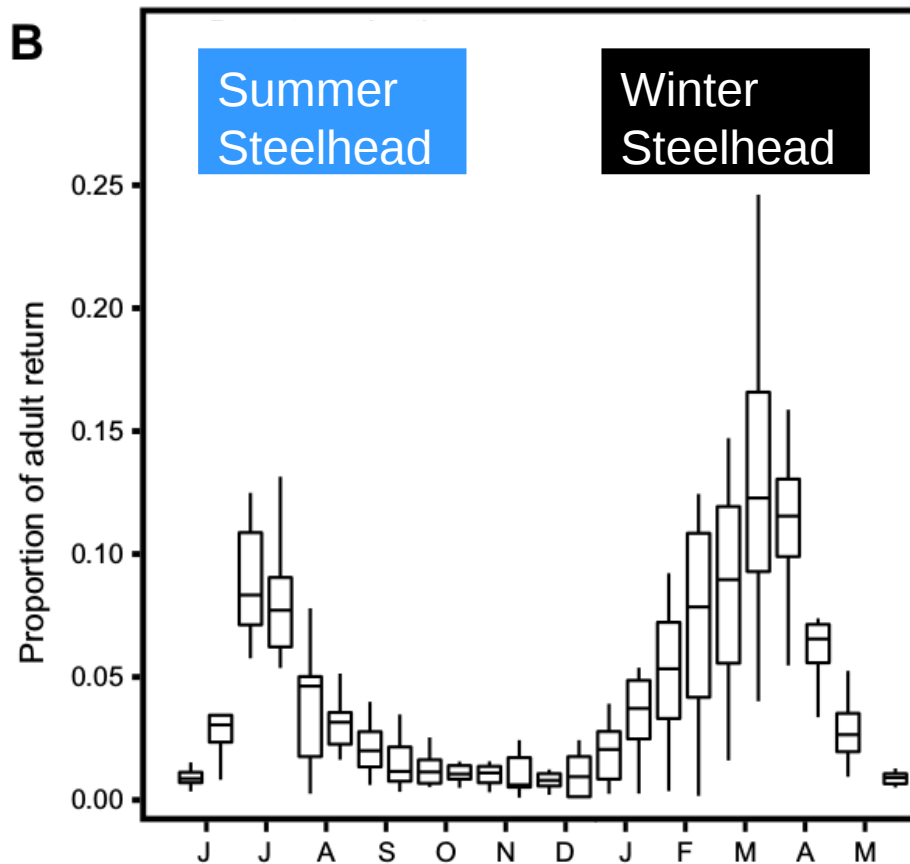 B
Summer
Steelhead
Winter
Steelhead
Proportion of adult return
0.25
0.20
0.15
0.10
0.05
0.00
J J A S O N D J F M A M